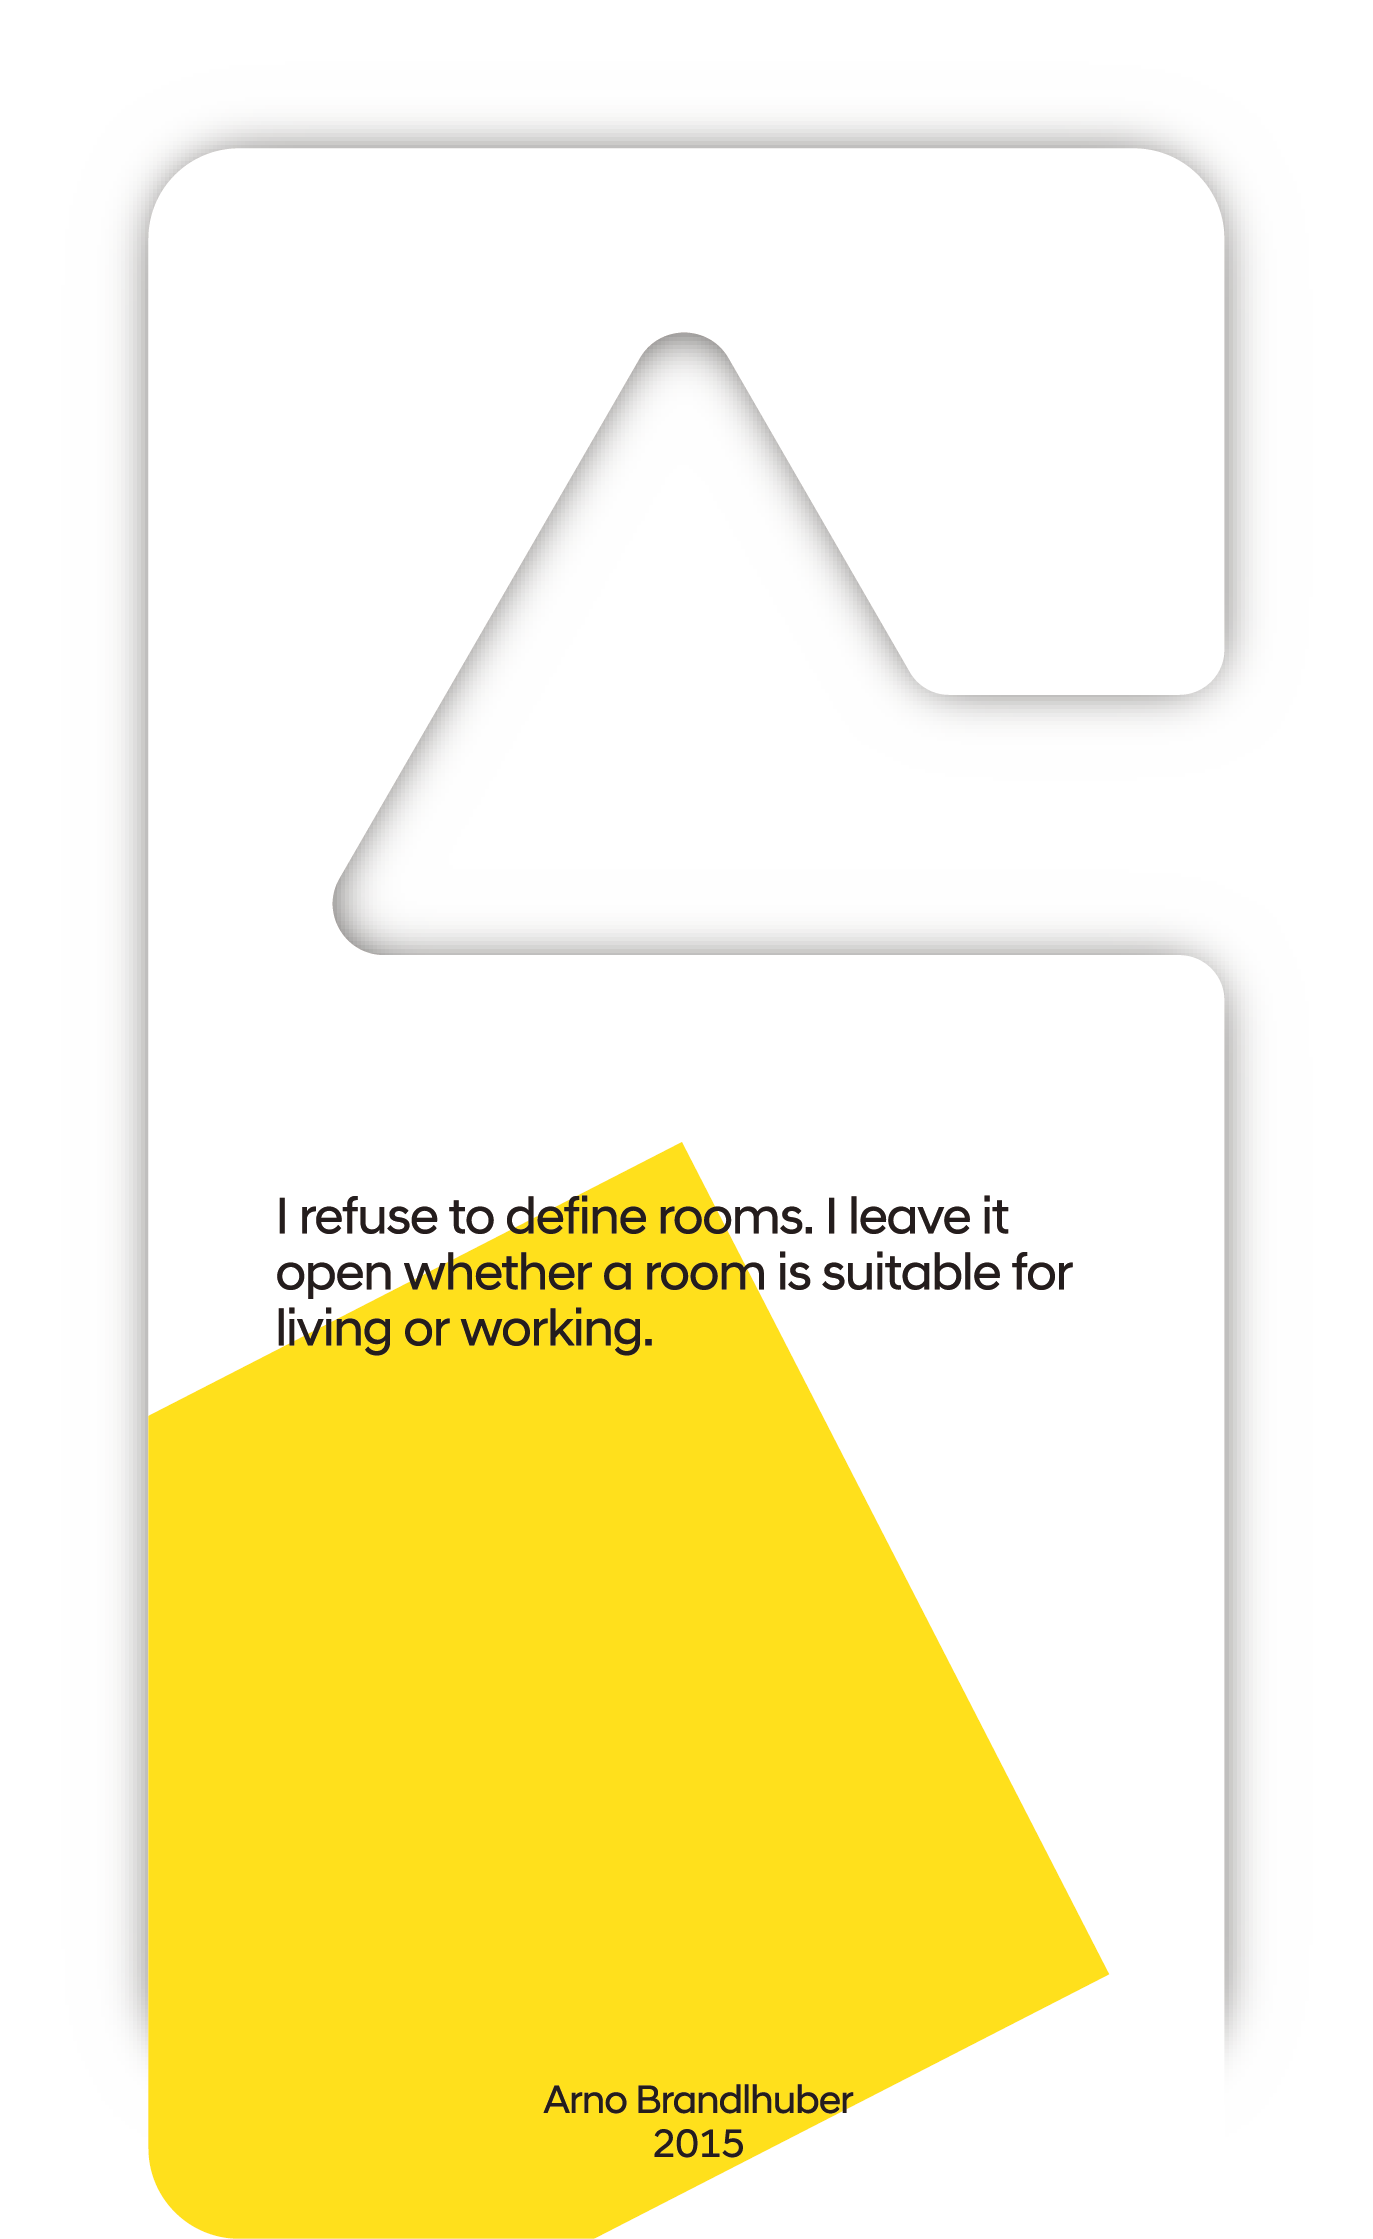 I refuse to define rooms. I leave it
open whether a room is suitable for
living or working.
Arno Brandlhuber
2015